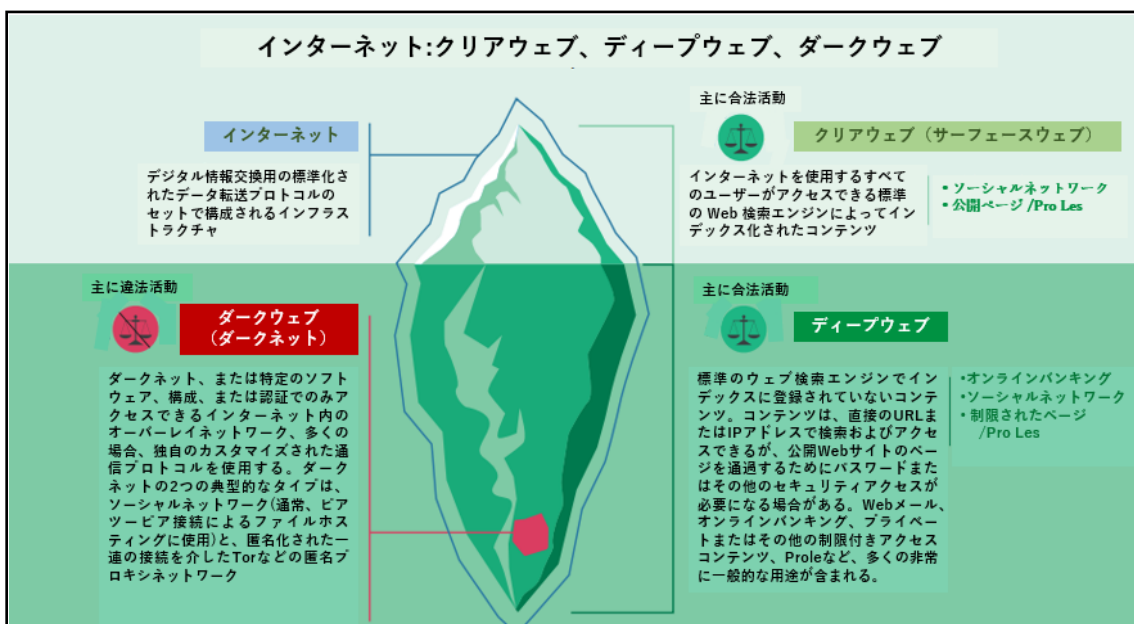 インターネット:クリアウェブ、ディープウェブ、ダークウェブ
インターネット
デジタル情報交換用の標準化さ
れたデータ転送プロトコルの
セットで構成されるインフラス
トラクチャ
主に合法活動
クリアウェブ（サーフェースウェブ）
インターネットを使用するすべて
のユーザーがアクセスできる標準
の Web 検索エンジンによってイン
デックス化されたコンテンツ
• ソーシャルネットワーク
• 公開ページ /Pro Les
主に違法活動
ダークウェブ
（ダークネット）
ダークネット、または特定のソフト
ウェア、構成、または認証でのみア
クセスできるインターネット内の
オーバーレイネットワーク、多くの
場合、独自のカスタマイズされた通
信プロトコルを使用する。ダーク
ネットの2つの典型的なタイプは、
ソーシャルネットワーク(通常、ピア
ツーピア接続によるファイルホス
ティングに使用)と、匿名化された一
連の接続を介したTorなどの匿名プ
ロキシネットワーク
主に合法活動
ディープウェブ
標準のウェブ検索エンジンでイン
デックスに登録されていないコンテ
ンツ。コンテンツは、直接のURLま
たはIPアドレスで検索およびアクセ
スできるが、公開Webサイトのペー
ジを通過するためにパスワードまた
はその他のセキュリティアクセスが
必要になる場合がある。Webメール、
オンラインバンキング、プライベー
トまたはその他の制限付きアクセス
コンテンツ、Proleなど、多くの非常
に一般的な用途が含まれる。
•オンラインバンキング
•ソーシャルネットワーク
• 制限されたページ
/Pro Les